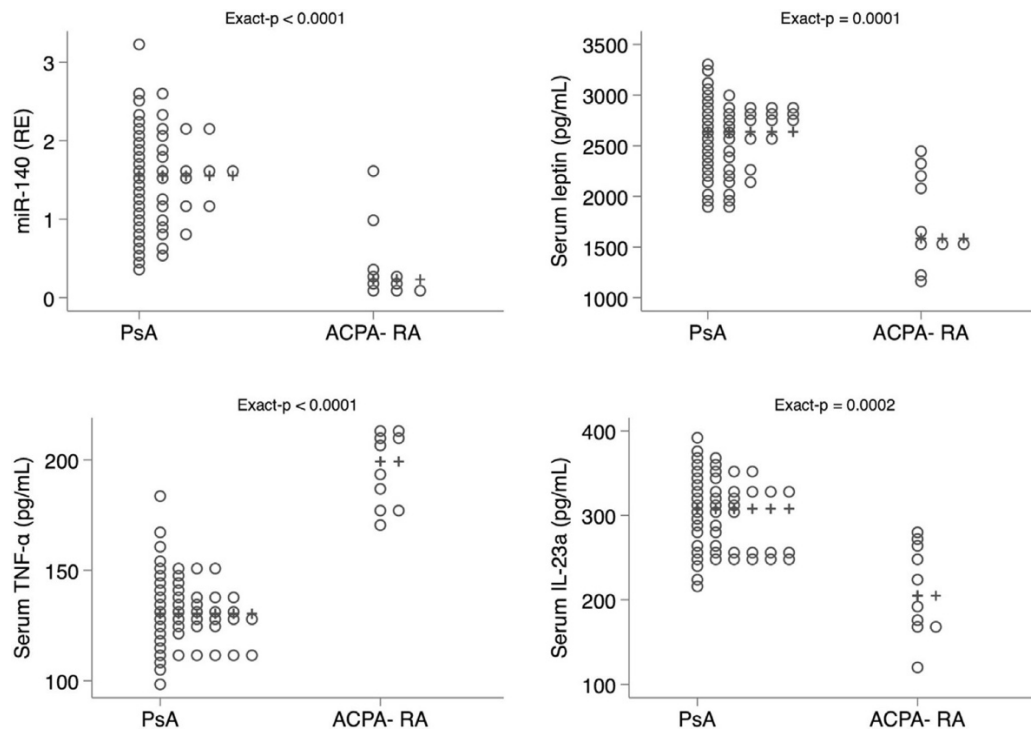 Exact-p < 0.0001
miR-140 (RE)
3
2
1
0
PsA
ACPA- RA
Exact-p = 0.0001
Serum leptin (pg/mL)
3500
3000
2500
2000
1500
1000
PsA
ACPA- RA
Exact-p < 0.0001
Serum TNF-α (pg/mL)
200
150
100
PsA
ACPA- RA
Exact-p = 0.0002
Serum IL-23a (pg/mL)
400
300
200
100
PsA
ACPA- RA